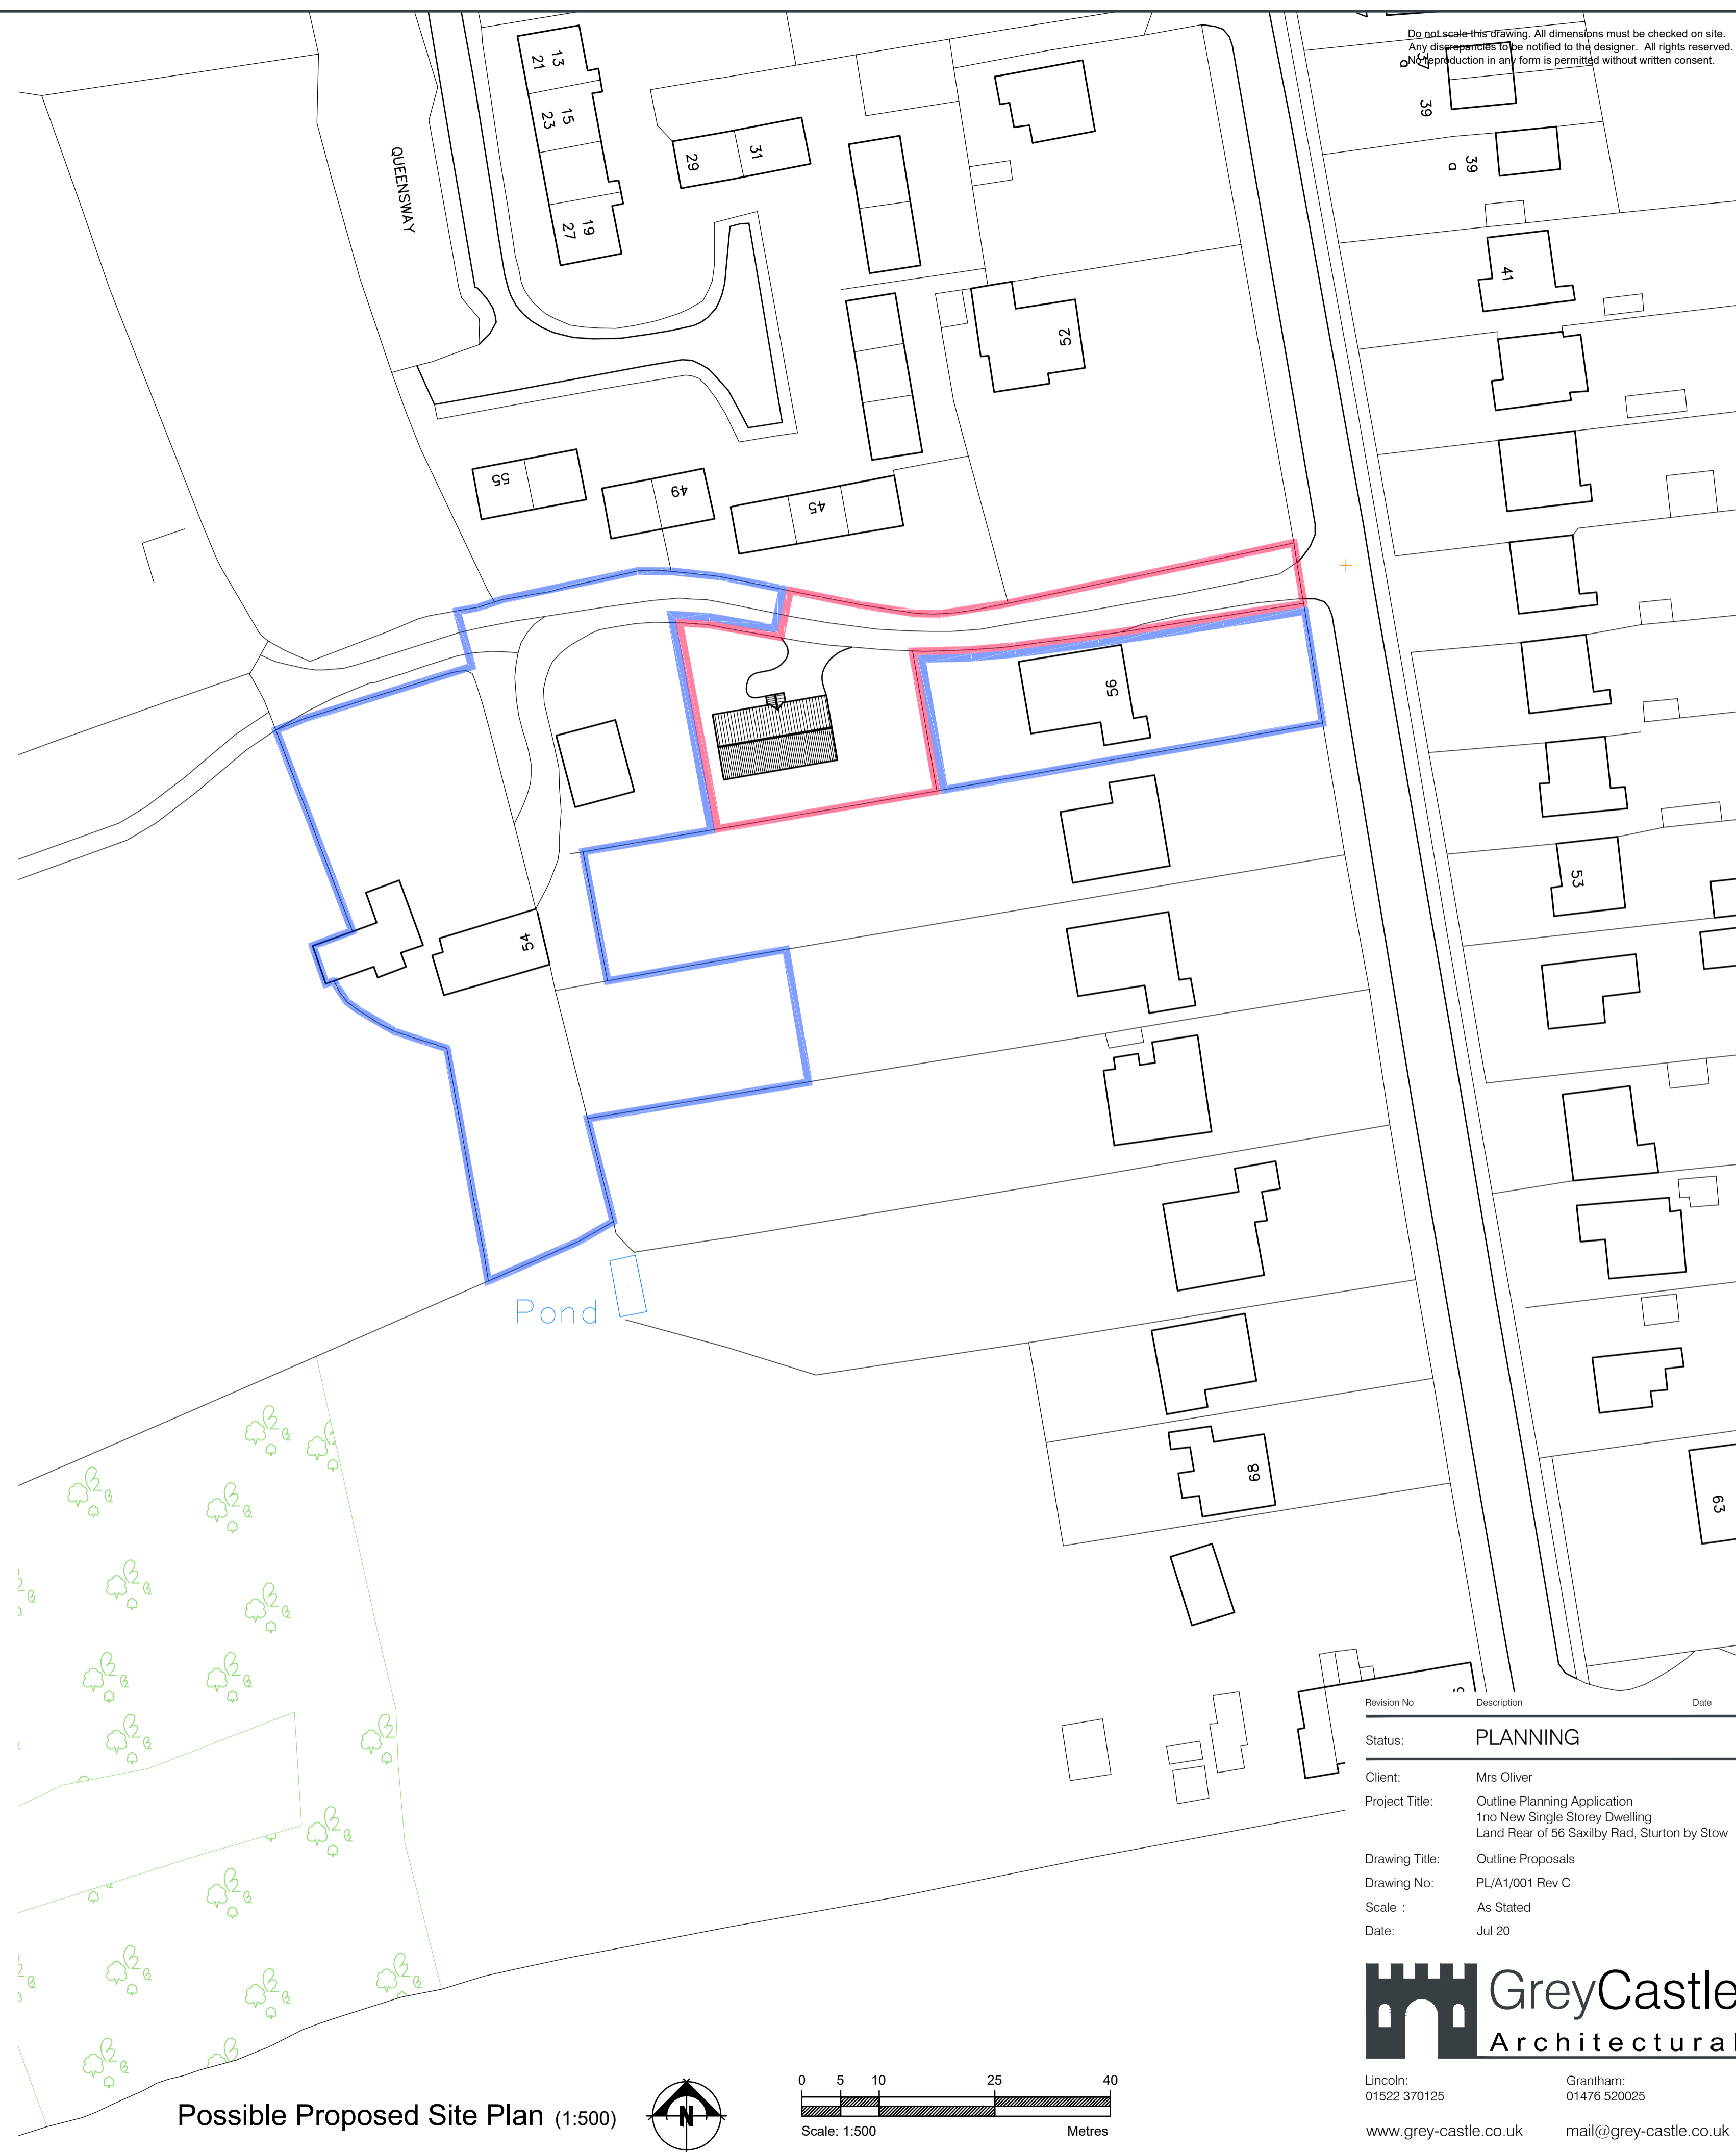 Do not scale this drawing. All dimensions must be checked on site.
Any discrepancies to be notified to the designer. All rights reserved.
No reproduction in any form is permitted without written consent.
QUEENSWAY
13
21
15
23
19
27
29
31
37
a
39
39
a
41
52
55
49
45
56
53
54
Pond
68
63
Revision No Description Date
Status: PLANNING
Client: Mrs Oliver
Project Title: Outline Planning Application
1no New Single Storey Dwelling
Land Rear of 56 Saxilby Rad, Sturton by Stow
Drawing Title: Outline Proposals
Drawing No: PL/A1/001 Rev C
Scale : As Stated
Date: Jul 20
GreyCastle
Architectural
Lincoln: Grantham:
01522 370125 01476 520025
www.grey-castle.co.uk mail@grey-castle.co.uk
Possible Proposed Site Plan (1:500)
N
0 5 10 25 40
Scale: 1:500 Metres